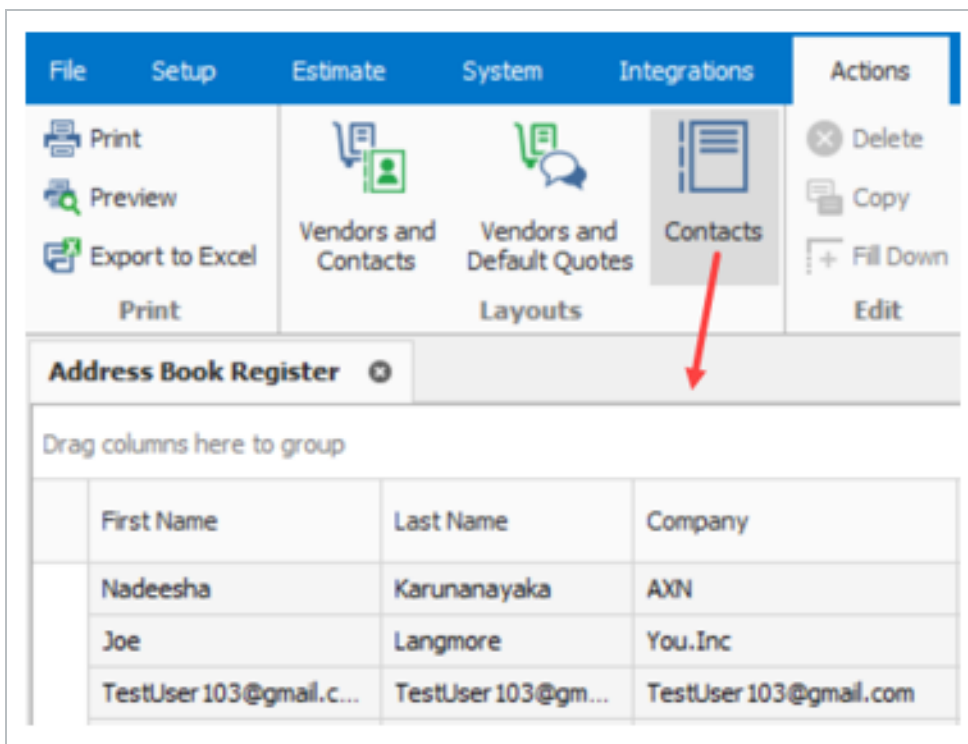 File Setup Estimate System Integrations Actions
Print
Preview
Export to Excel
Print
Vendors and
Contacts
Vendors and
Default Quotes
Contacts
Layouts
Delete
Copy
Fill Down
Edit
Address Book Register
Drag columns here to group
First Name Last Name Company
Nadeesha Karunanayaka AXN
Joe Langmore You.Inc
TestUser103@gmail.c... TestUser103@gm... TestUser103@gmail.com